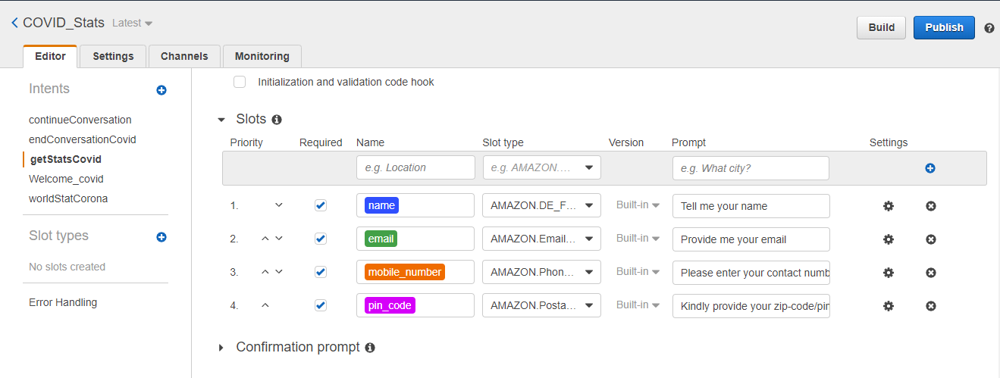 COVID_Stats Latest
Build Publish
Editor Settings Channels Monitoring
Intents
continueConversation
endConversationCovid
getStatsCovid
Welcome_covid
worldStatCorona
Slot types
No slots created
Error Handling
Initialization and validation code hook
Slots
Priority Required Name Slot type Version Prompt Settings
e.g. Location e.g. AMAZON.... e.g. What city?
1. name AMAZON.DE_F... Built-in Tell me your name
2. email AMAZON.Email... Built-in Provide me your email
3. mobile_number AMAZON.Phon... Built-in Please enter your contact numb
4. pin_code AMAZON.Posta... Built-in Kindly provide your zip-code/pin
Confirmation prompt